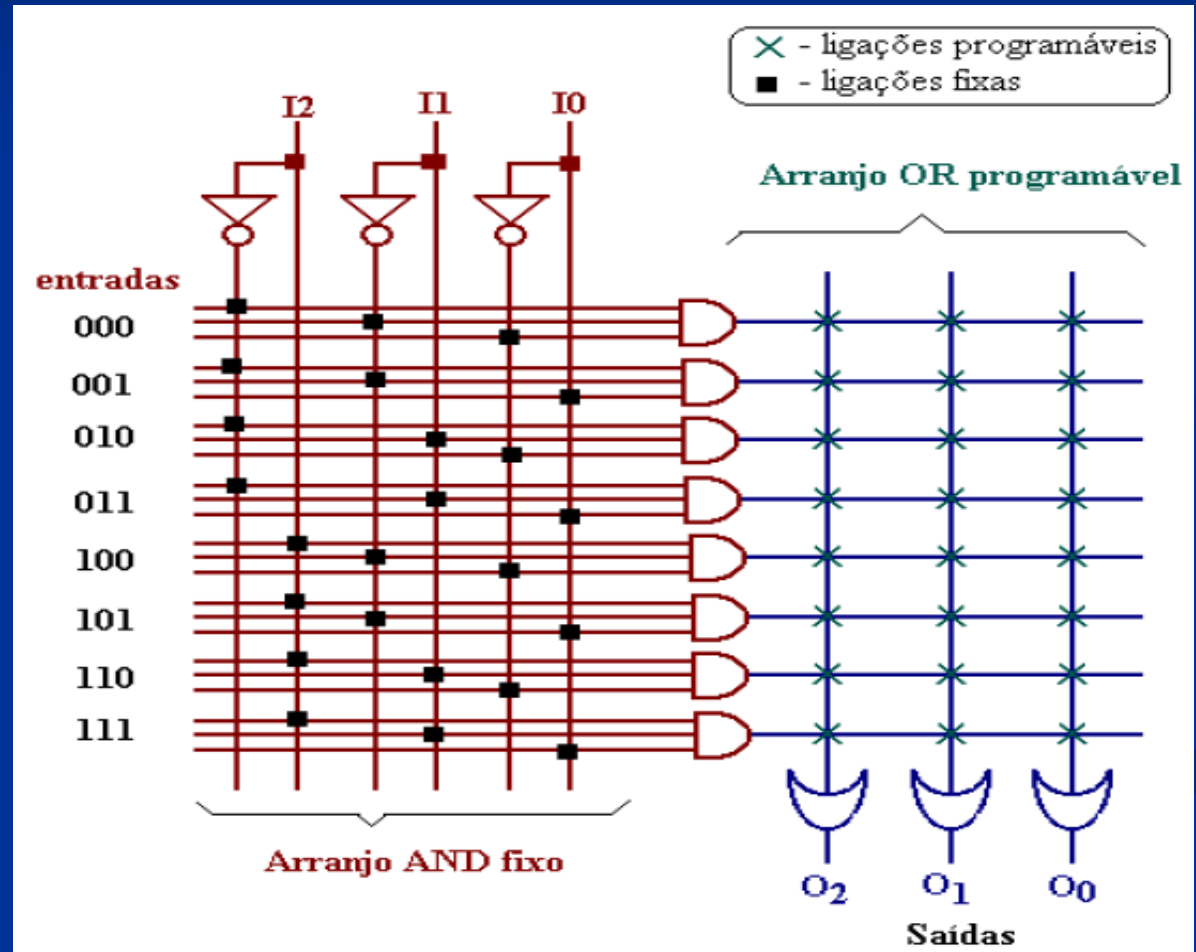 X - ligações programáveis
■ - ligações fixas
I2 I1 I0
Arranjo OR programável
entradas
000
001
010
011
100
101
110
111
Arranjo AND fixo
O2 O1 O0
Saídas